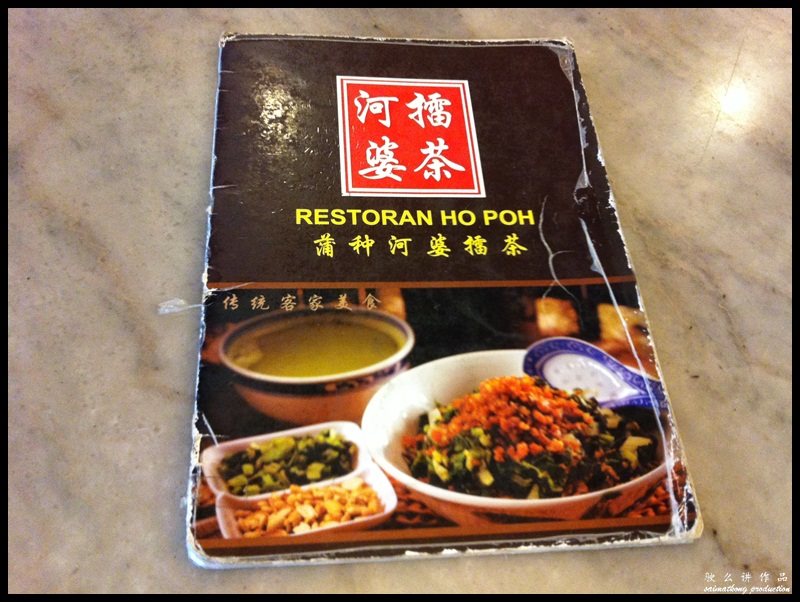 河擂
婆茶
RESTORAN HO POH
蒲种河婆擂茶
传统客家美食
驶么讲作品
saimatkong production